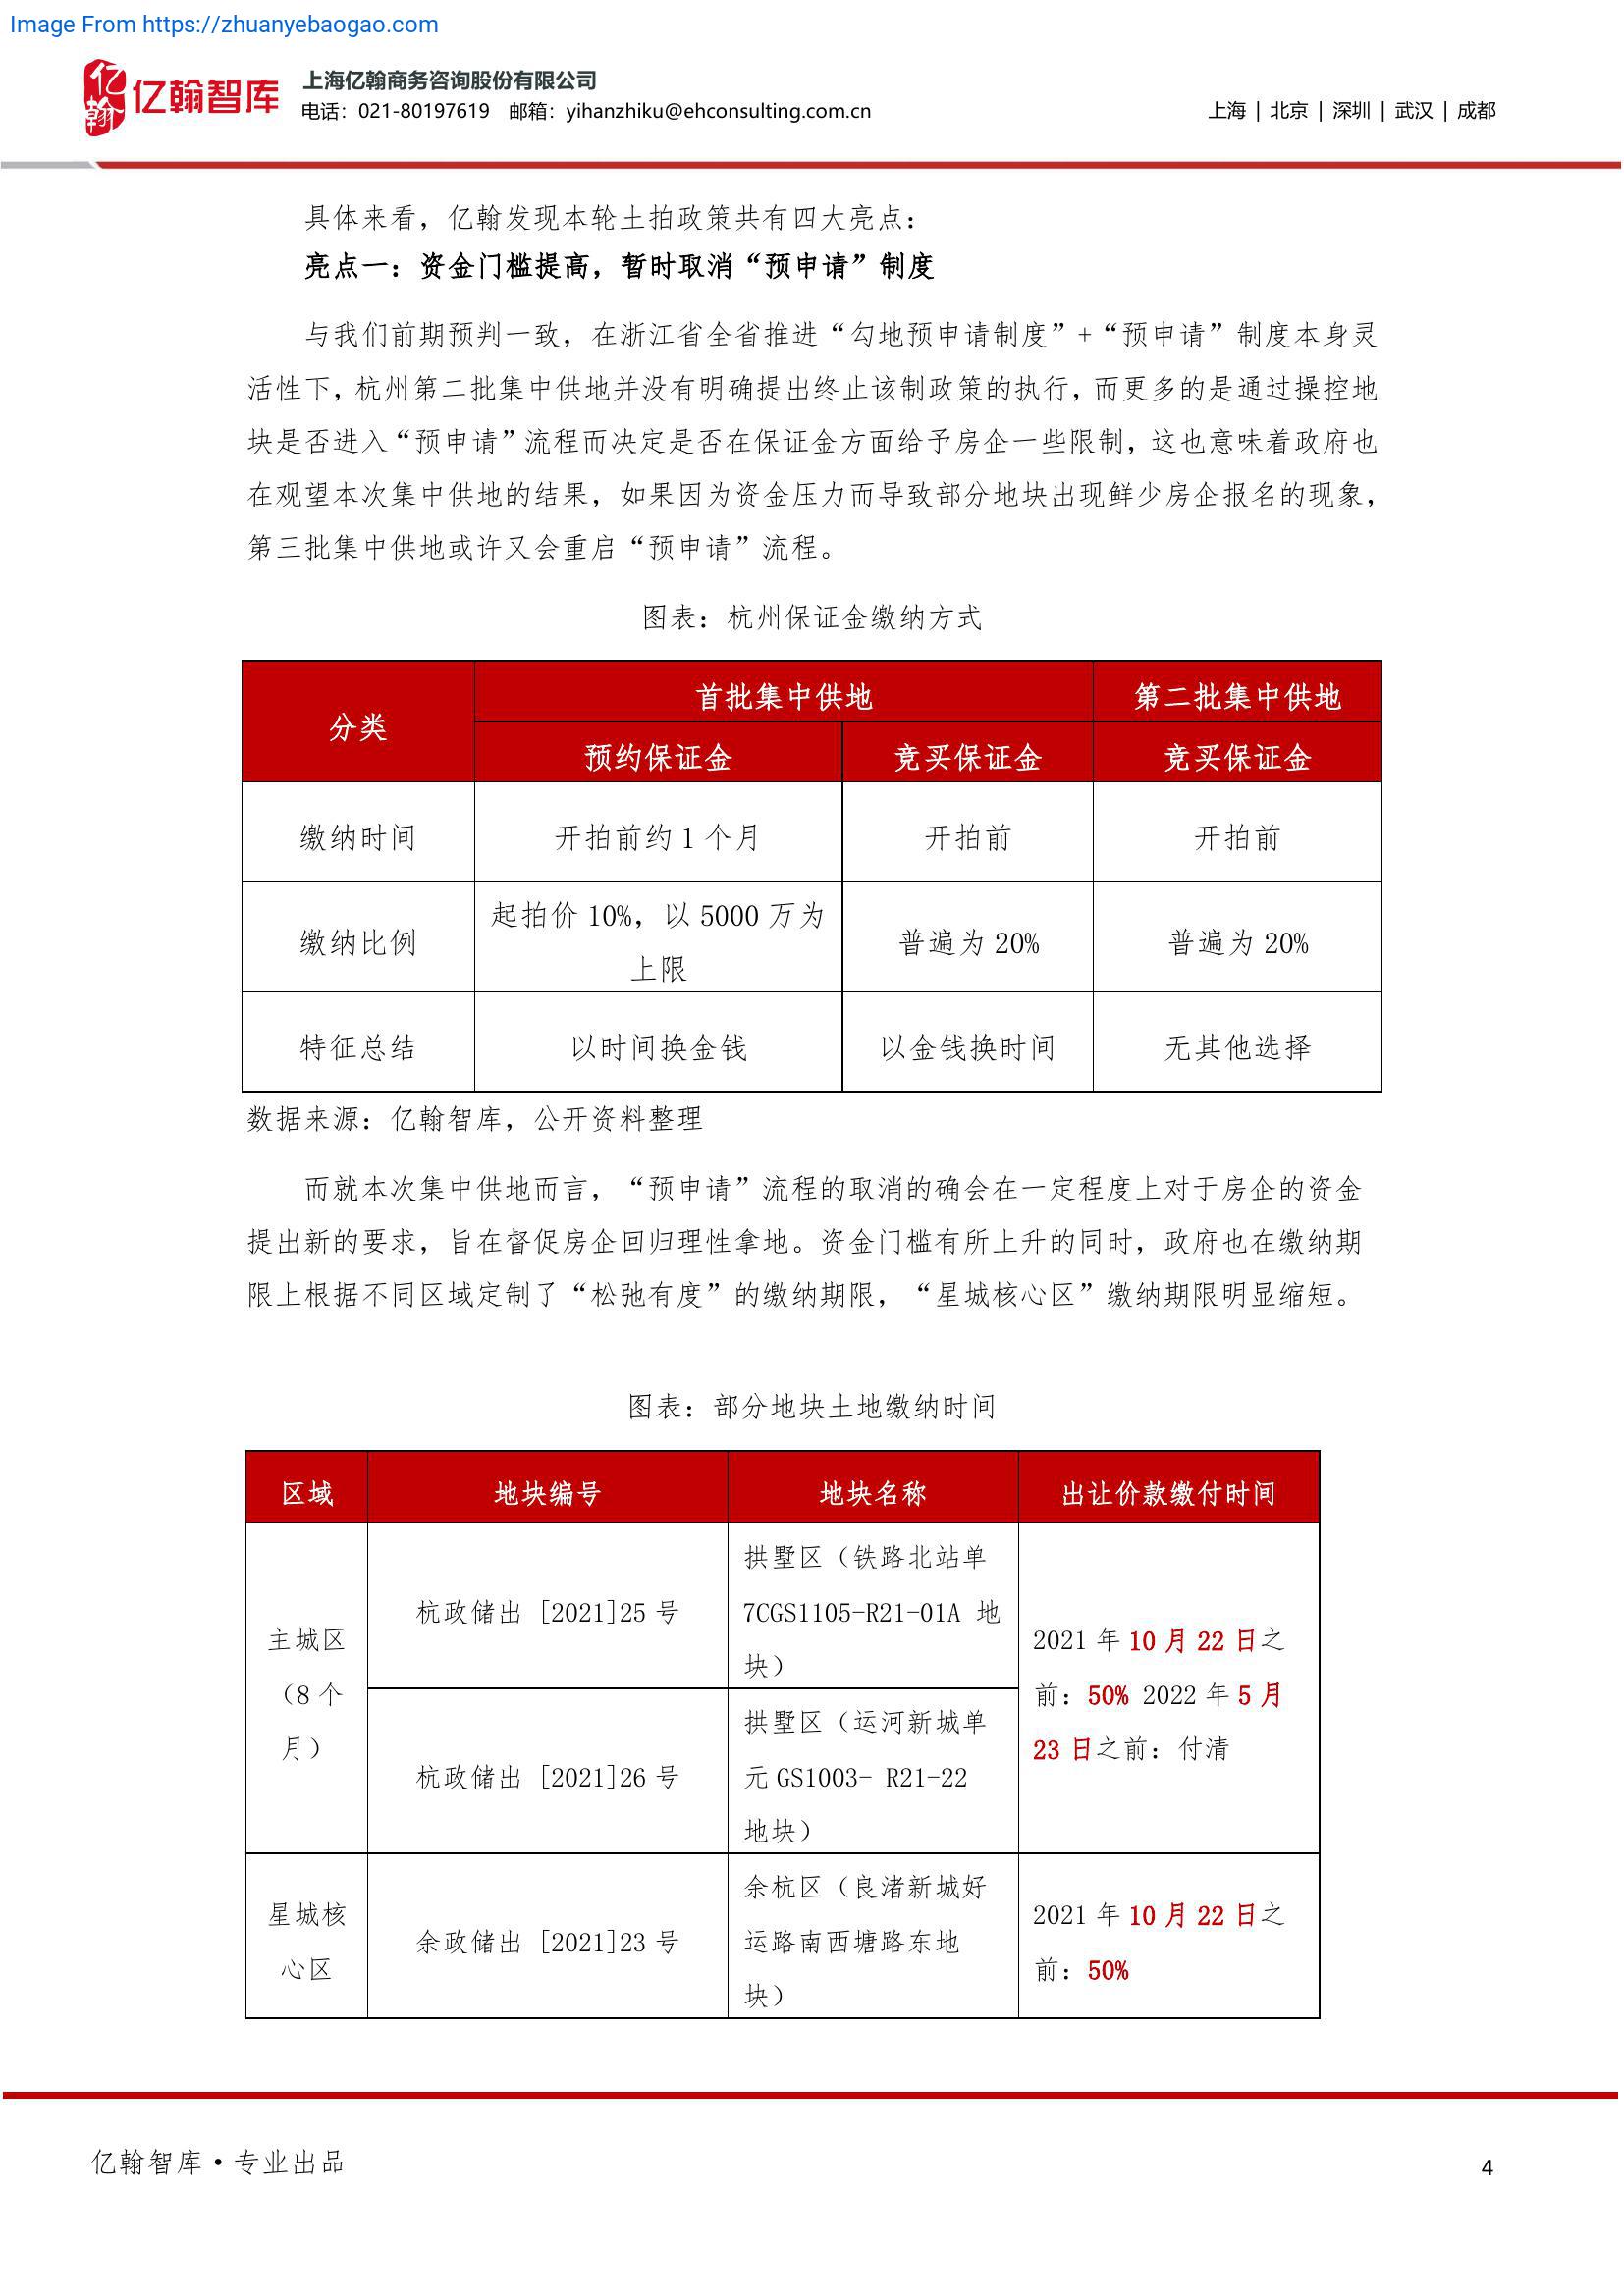 Image From https://zhuanyebaogao.com
亿翰
亿翰智库
上海亿翰商务咨询股份有限公司
电话：021-80197619 邮箱：yihanzhiku@ehconsulting.com.cn
上海 | 北京 | 深圳 | 武汉 | 成都
具体来看，亿翰发现本轮土拍政策共有四大亮点：
亮点一：资金门槛提高，暂时取消“预申请”制度
与我们前期预判一致，在浙江省全省推进“勾地预申请制度”+“预申请”制度本身灵
活性下，杭州第二批集中供地并没有明确提出终止该制政策的执行，而更多的是通过操控地
块是否进入“预申请”流程而决定是否在保证金方面给予房企一些限制，这也意味着政府也
在观望本次集中供地的结果，如果因为资金压力而导致部分地块出现鲜少房企报名的现象，
第三批集中供地或许又会重启“预申请”流程。
图表：杭州保证金缴纳方式
分类
首批集中供地
第二批集中供地
预约保证金
竞买保证金
竞买保证金
缴纳时间
开拍前约 1 个月
开拍前
开拍前
缴纳比例
起拍价 10%，以 5000 万为
上限
普遍为 20%
普遍为 20%
特征总结
以时间换金钱
以金钱换时间
无其他选择
数据来源：亿翰智库，公开资料整理
而就本次集中供地而言，“预申请”流程的取消的确会在一定程度上对于房企的资金
提出新的要求，旨在督促房企回归理性拿地。资金门槛有所上升的同时，政府也在缴纳期
限上根据不同区域定制了“松弛有度”的缴纳期限，“星城核心区”缴纳期限明显缩短。
图表：部分地块土地缴纳时间
区域
地块编号
地块名称
出让价款缴付时间
主城区
（8 个
月）
杭政储出 [2021]25 号
拱墅区（铁路北站单
7CGS1105-R21-01A 地
块）
2021 年 10 月 22 日之
前：50% 2022 年 5 月
23 日之前：付清
杭政储出 [2021]26 号
拱墅区（运河新城单
元 GS1003- R21-22
地块）
星城核
心区
余政储出 [2021]23 号
余杭区（良渚新城好
运路南西塘路东地
块）
2021 年 10 月 22 日之
前：50%
亿翰智库•专业出品
4